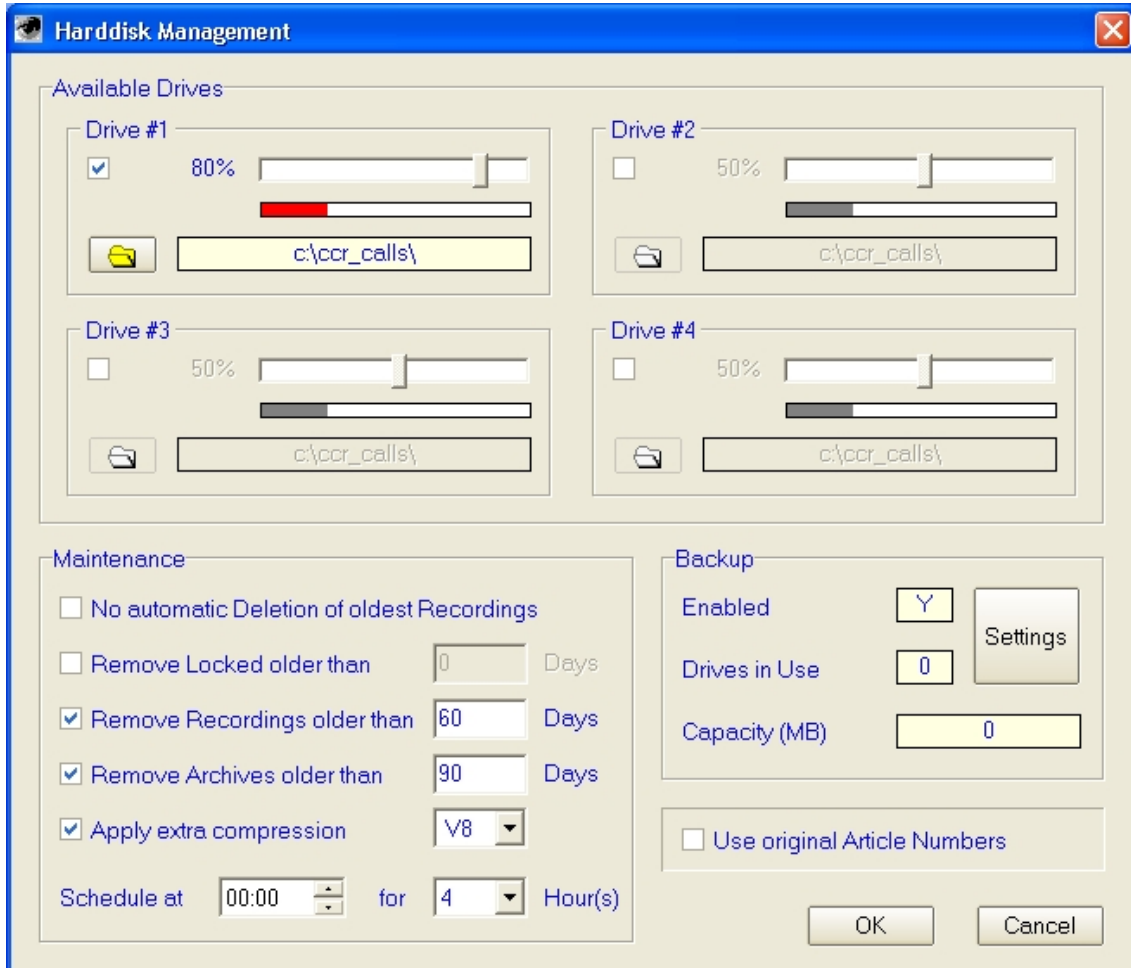 Harddisk Management
Available Drives
Drive #1
80%
c:\ccr_calls\
Drive #2
50%
c:\ccr_calls\
Drive #3
50%
c:\ccr_calls\
Drive #4
50%
c:\ccr_calls\
Maintenance
No automatic Deletion of oldest Recordings
Remove Locked older than 0 Days
Remove Recordings older than 60 Days
Remove Archives older than 90 Days
Apply extra compression V8
Schedule at 00:00 for 4 Hour(s)
Backup
Enabled Y
Settings
Drives in Use 0
Capacity (MB) 0
Use original Article Numbers
OK Cancel